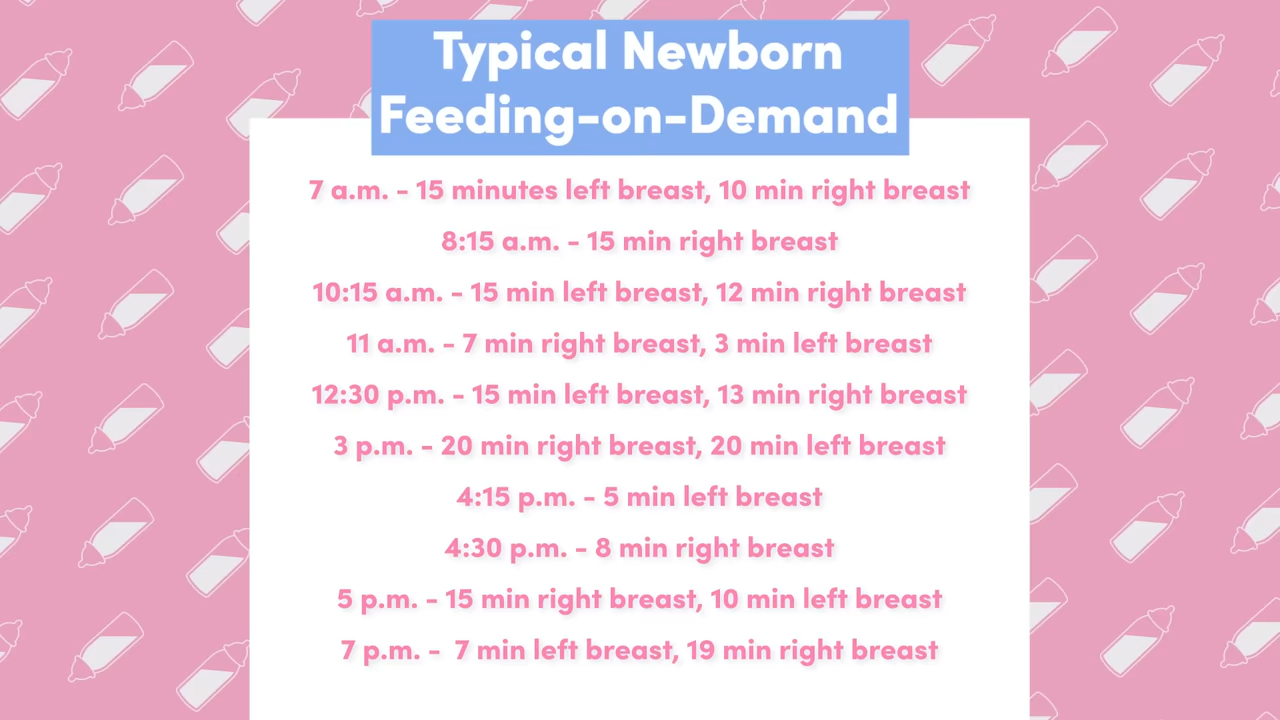 Typical Newborn
Feeding-on-Demand
7 a.m. - 15 minutes left breast, 10 min right breast
8:15 a.m. - 15 min right breast
10:15 a.m. - 15 min left breast, 12 min right breast
11 a.m. - 7 min right breast, 3 min left breast
12:30 p.m. - 15 min left breast, 13 min right breast
3 p.m. - 20 min right breast, 20 min left breast
4:15 p.m. - 5 min left breast
4:30 p.m. - 8 min right breast
5 p.m. - 15 min right breast, 10 min left breast
7 p.m. -  7 min left breast, 19 min right breast